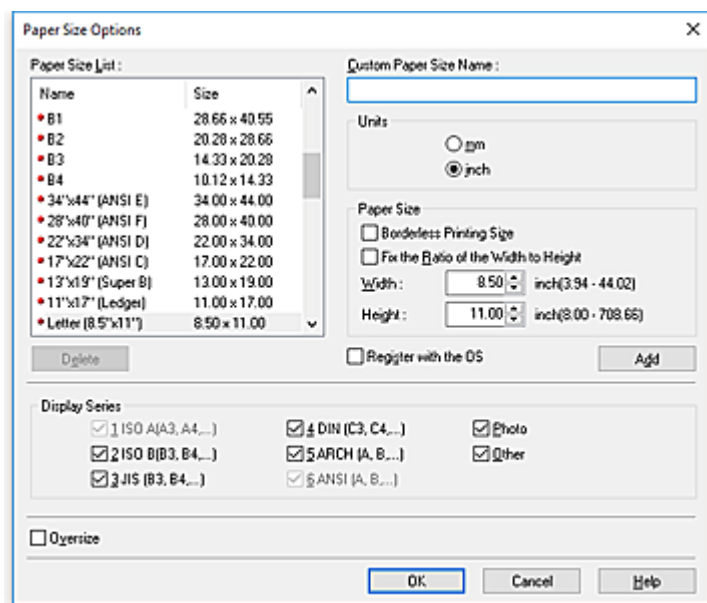 Paper Size Options
Paper Size List :
Name Size
B1 28.66 x 40.55
B2 20.28 x 28.66
B3 14.33 x 20.28
B4 10.12 x 14.33
34"x44" (ANSI E) 34.00 x 44.00
28"x40" (ANSI F) 28.00 x 40.00
22"x34" (ANSI D) 22.00 x 34.00
17"x22" (ANSI C) 17.00 x 22.00
13"x19" (Super B) 13.00 x 19.00
11"x17" (Ledger) 11.00 x 17.00
Letter (8.5"x11") 8.50 x 11.00
Delete
Custom Paper Size Name :
Units
mm
inch
Paper Size
Borderless Printing Size
Fix the Ratio of the Width to Height
Width : 8.50 inch(3.94 - 44.02)
Height : 11.00 inch(8.00 - 708.66)
Register with the OS
Add
Display Series
1 ISO A(A3, A4,...) 4 DIN (C3, C4,...) Photo
2 ISO B(B3, B4,...) 5 ARCH (A, B,...) Other
3 JIS (B3, B4,...) 6 ANSI (A, B,...)
Oversize
OK Cancel Help